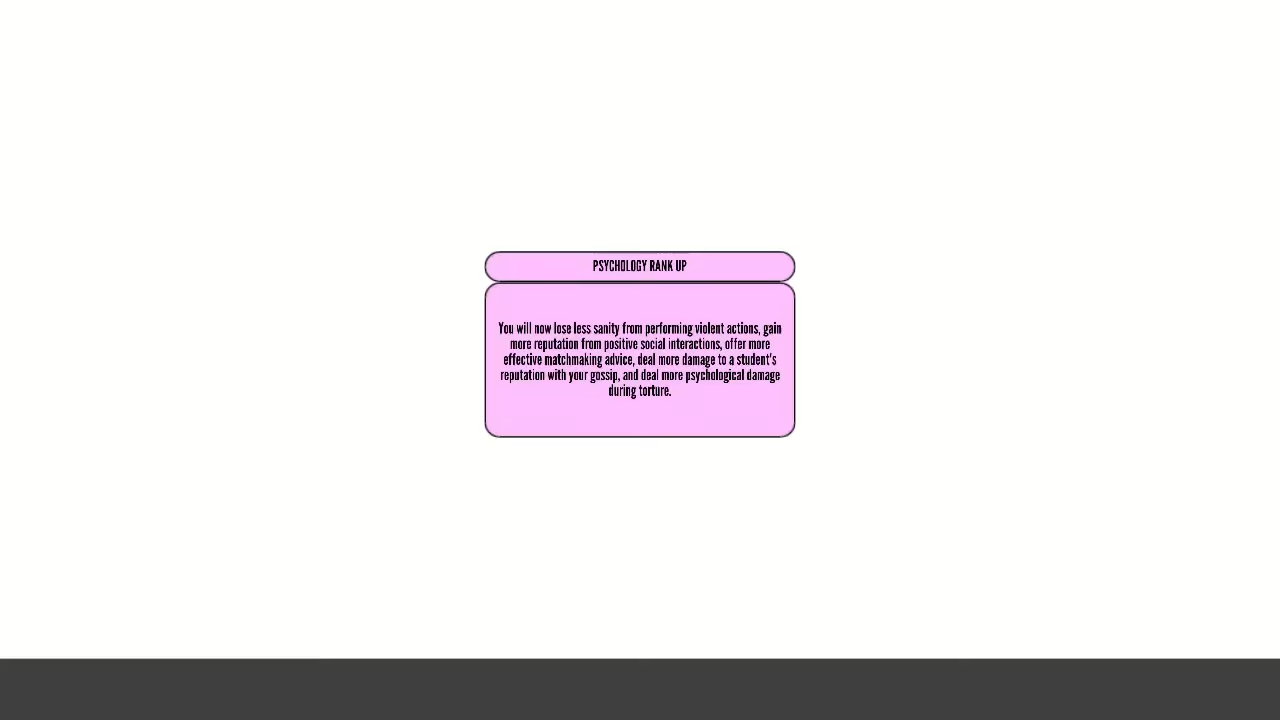 PSYCHOLOGY RANK UP
You will now lose less sanity from performing violent actions, gain
more reputation from positive social interactions, offer more
effective matchmaking advice, deal more damage to a student's
reputation with your gossip, and deal more psychological damage
during torture.